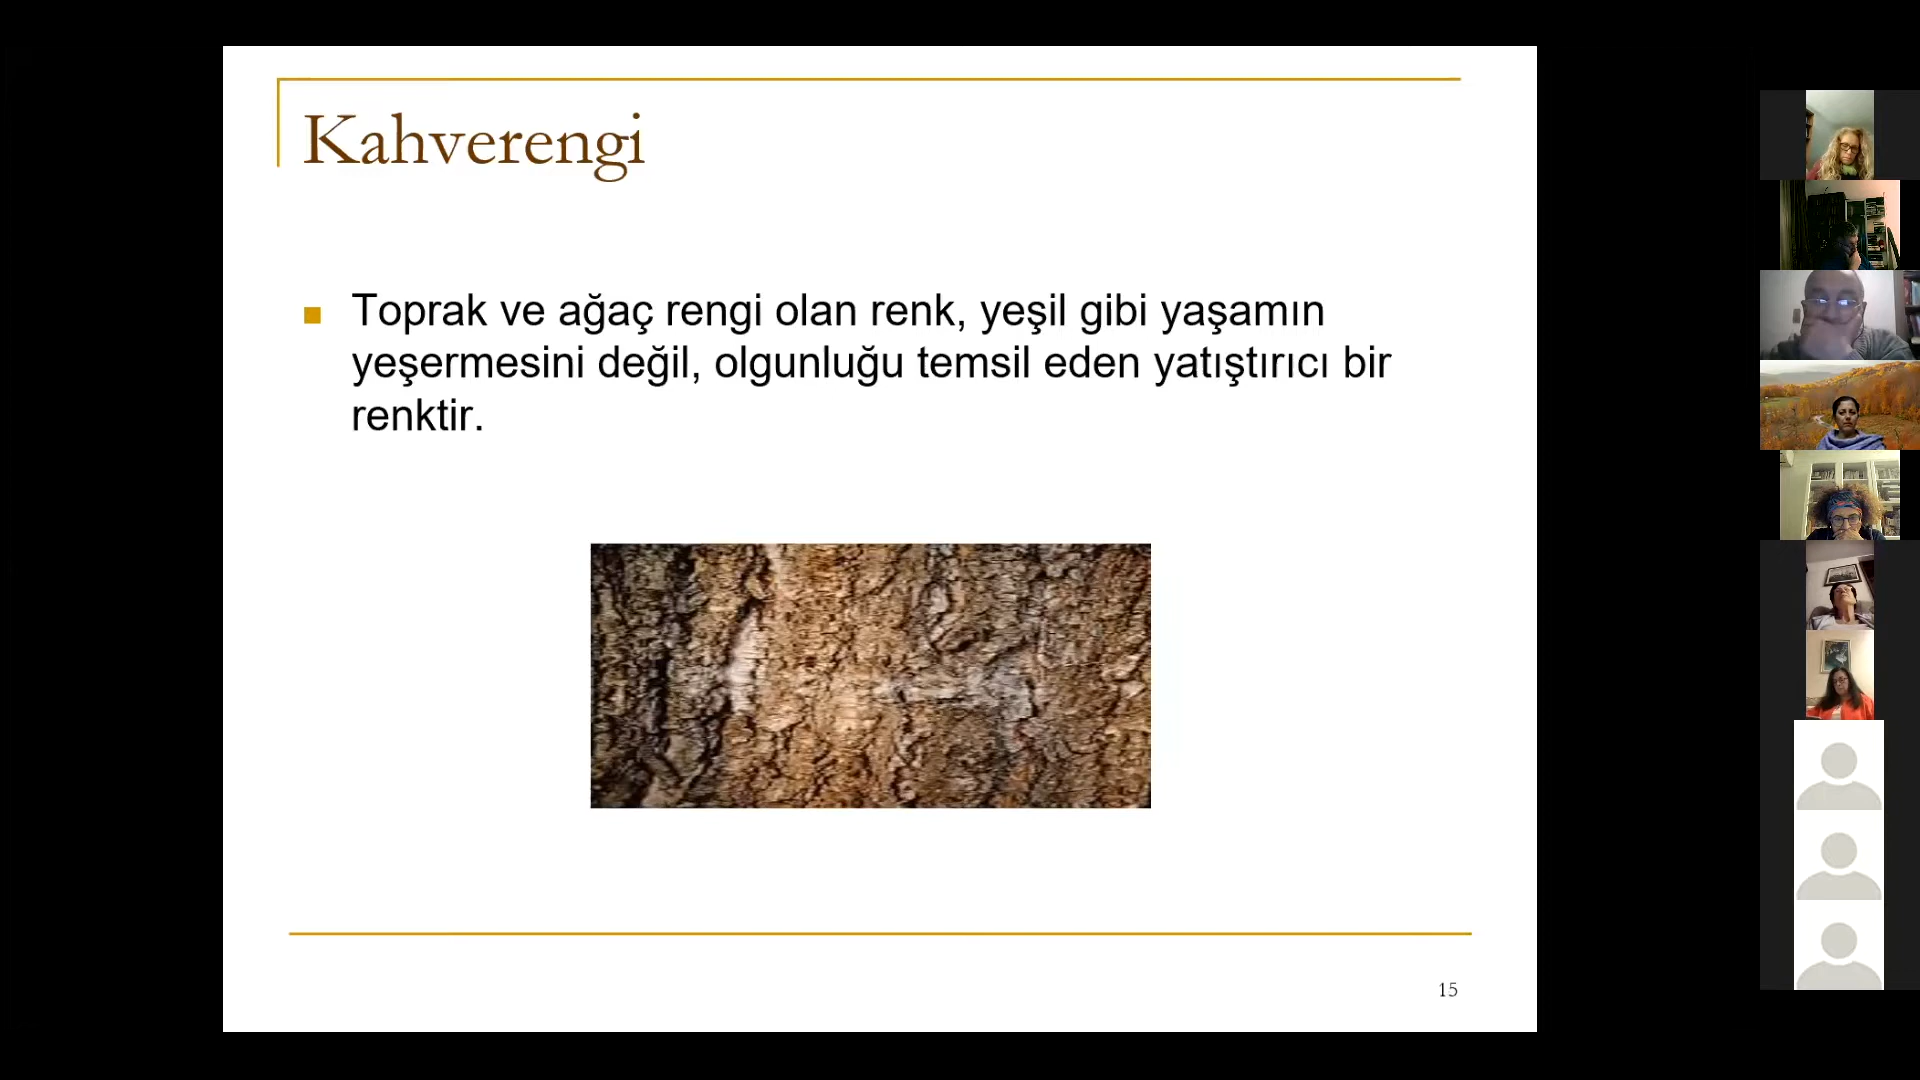 Kahverengi
Toprak ve ağaç rengi olan renk, yeşil gibi yaşamın
yeşermesini değil, olgunluğu temsil eden yatıştırıcı bir
renktir.
15